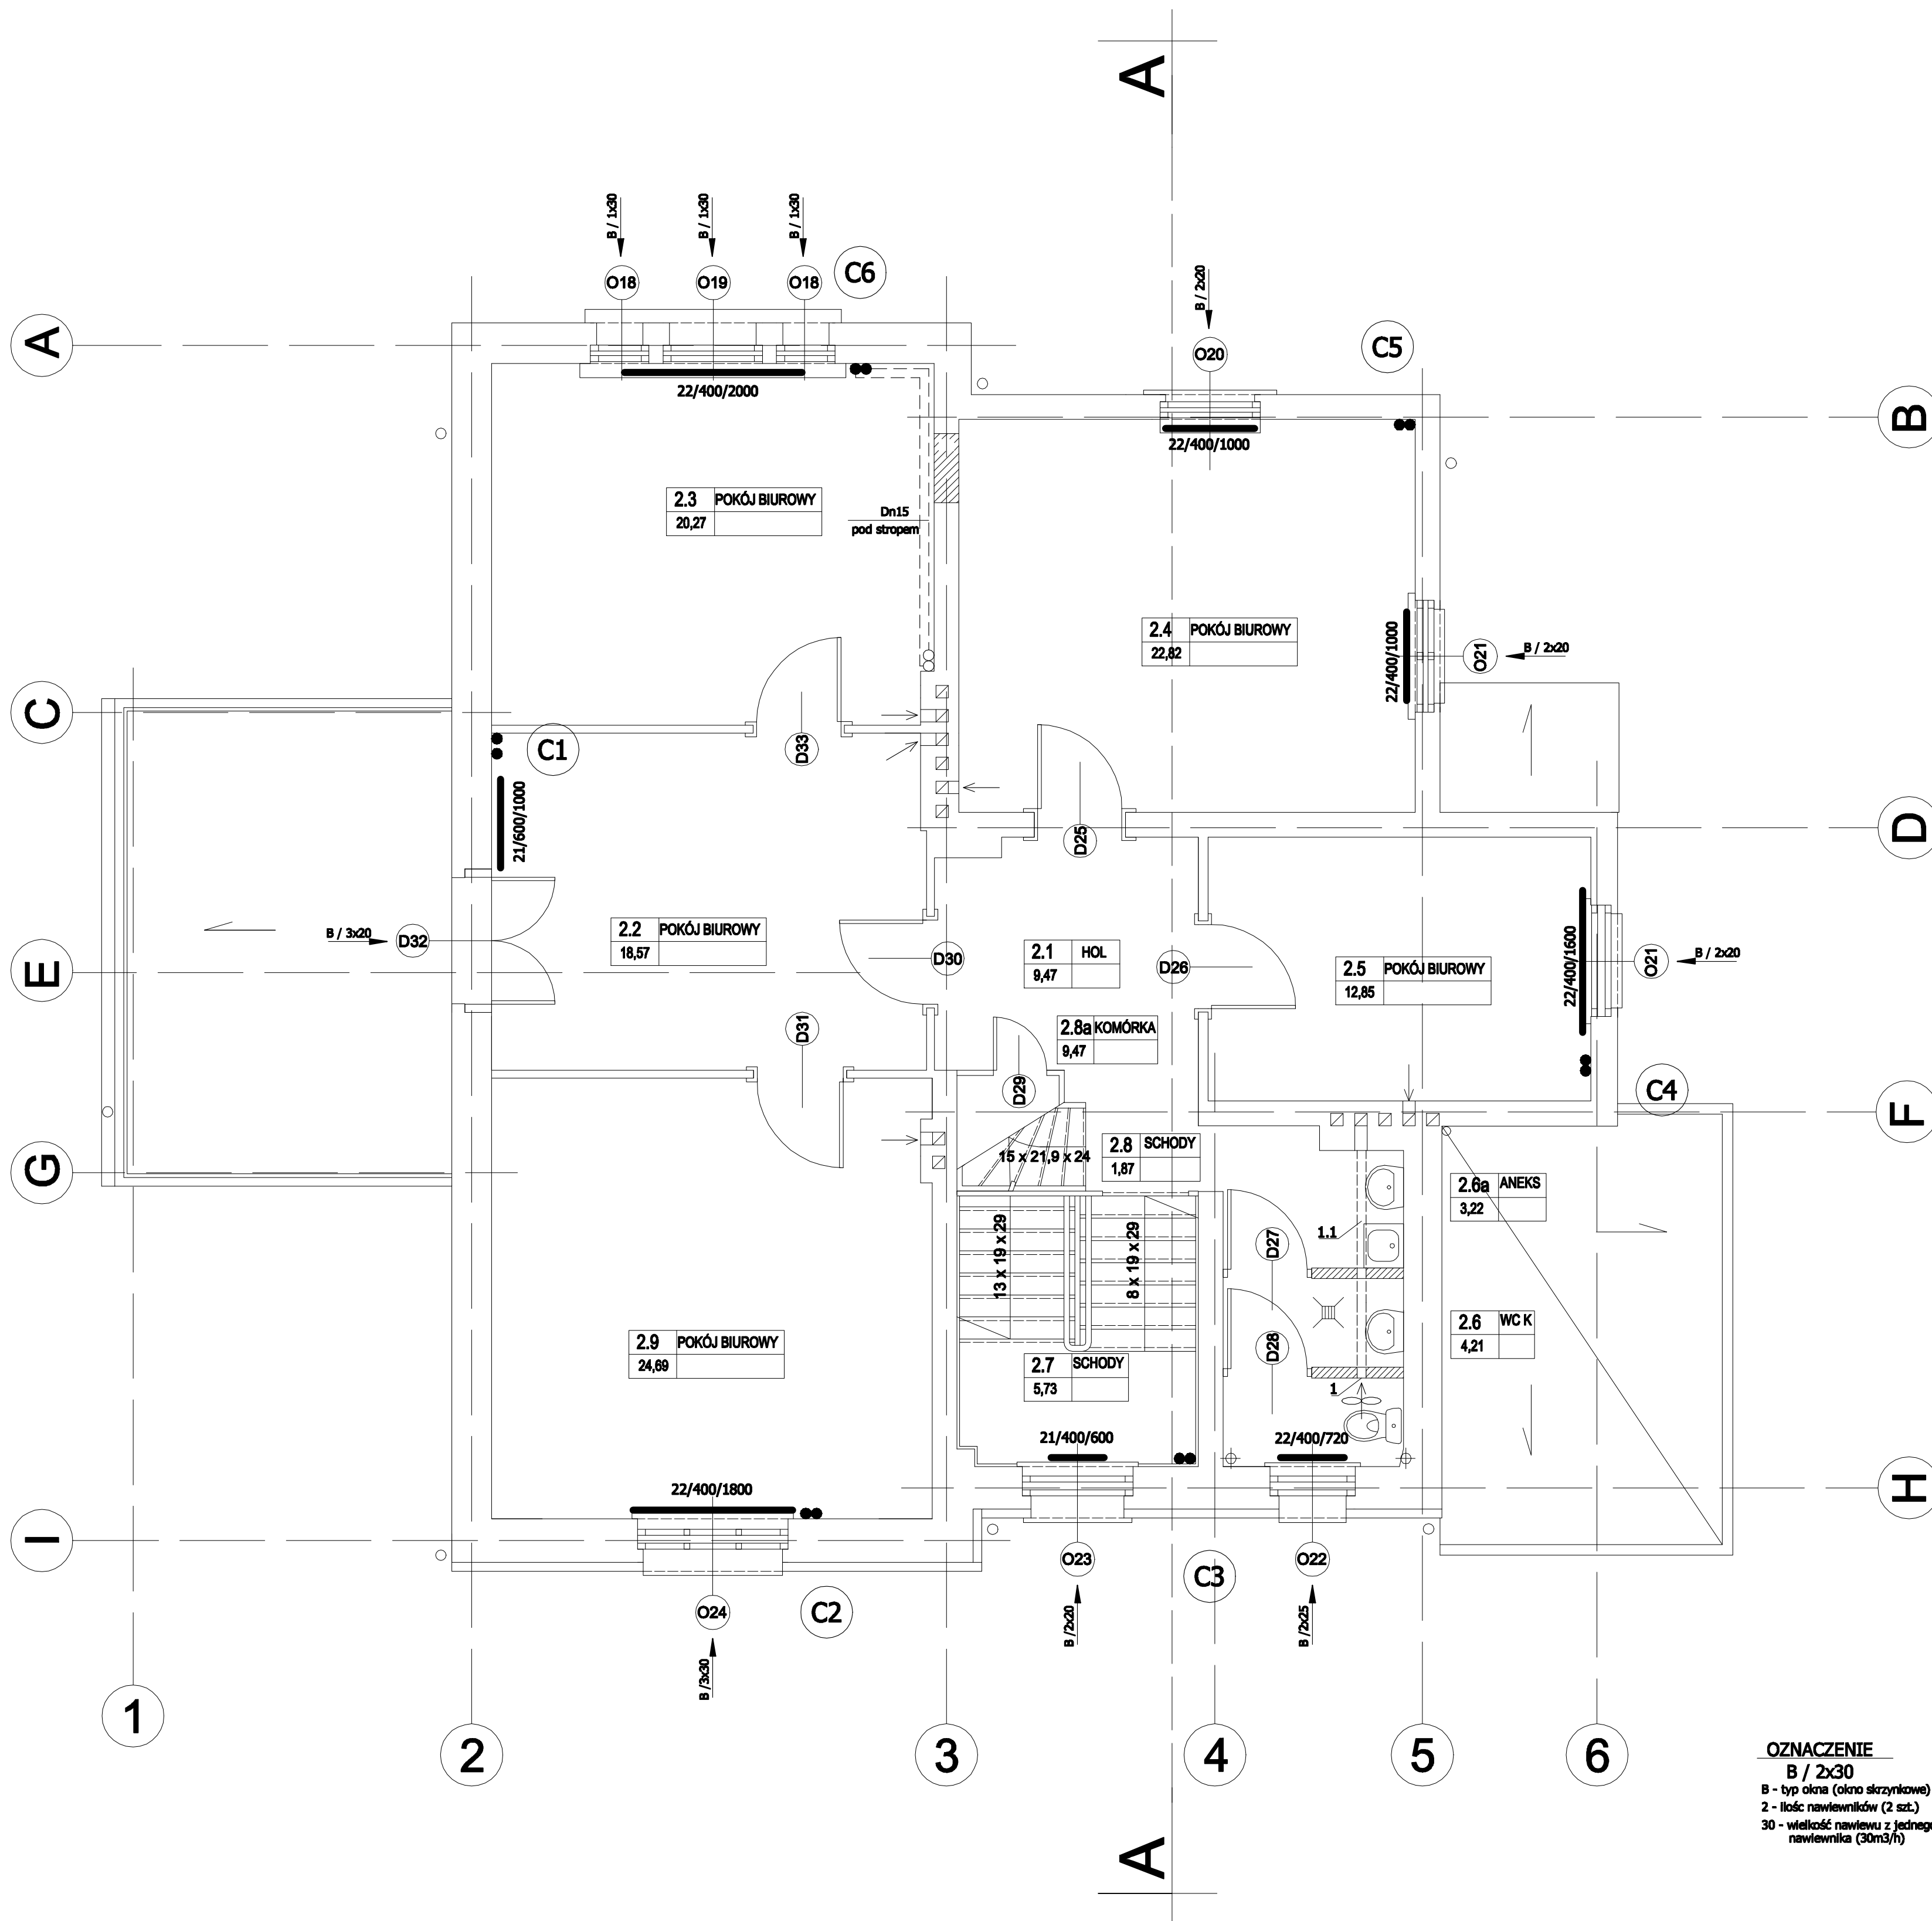 A
B / 1x30
B / 1x30
B / 1x30
B / 2x20
O18
O19
O18
C6
A
O20
C5
22/400/2000
B
22/400/1000
2.3 POKÓJ BIUROWY
20,27
Dn15
pod stropem
2.4 POKÓJ BIUROWY
22,82
22/400/1000
O21
B / 2x20
C
C1
D33
21/600/1000
D25
D
B / 3x20
D32
2.2 POKÓJ BIUROWY
18,57
D30
2.1 HOL
9,47
D26
2.5 POKÓJ BIUROWY
12,85
22/400/1600
O21
B / 2x20
E
D31
2.8a KOMÓRKA
9,47
D29
C4
F
G
15 x 21,9 x 24
2.8 SCHODY
1,87
2.6a ANEKS
3,22
13 x 19 x 29
8 x 19 x 29
D27
1.1
2.9 POKÓJ BIUROWY
24,69
2.7 SCHODY
5,73
D28
1
2.6 WC K
4,21
21/400/600
22/400/720
22/400/1800
H
I
O23
C3
O22
O24
C2
B /2x20
B /2x25
B /3x30
1
2
3
4
5
6
OZNACZENIE
B / 2x30
B - typ okna (okno skrzynkowe)
2 - ilośc nawiewników (2 szt.)
30 - wielkość nawiewu z jedneg
nawiewnika (30m3/h)
A